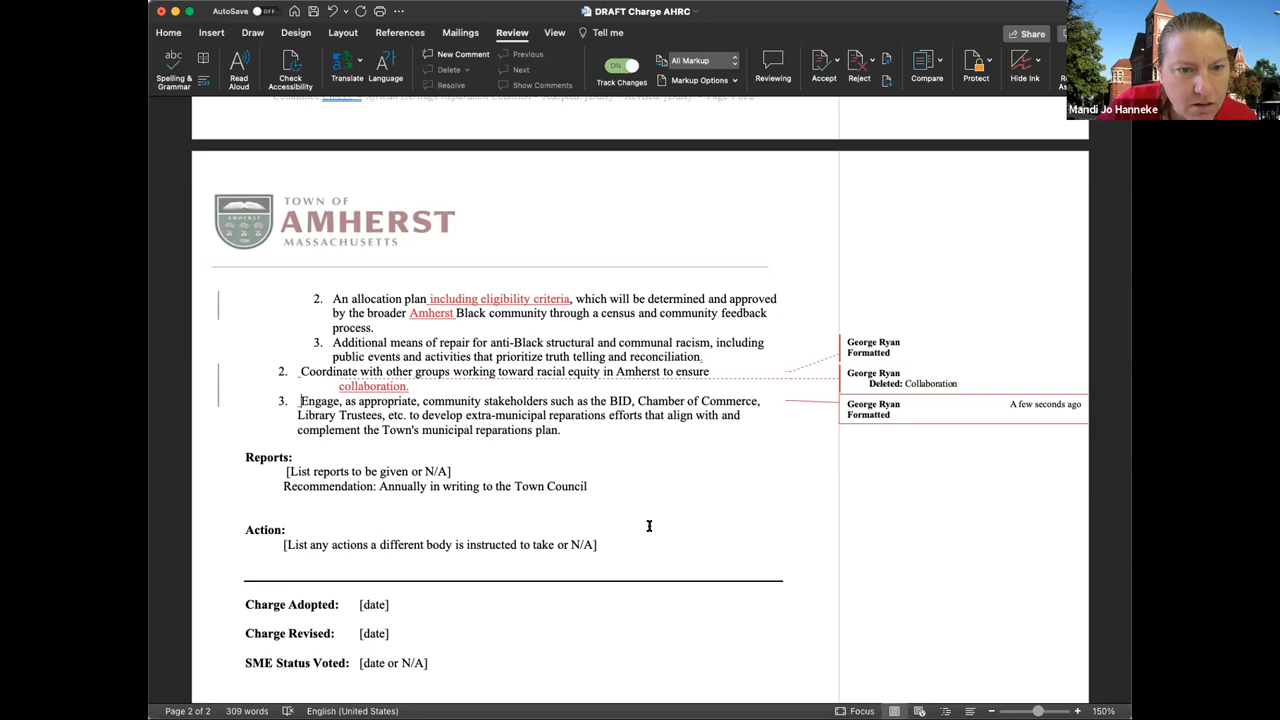 AutoSave OFF
DRAFT Charge AHRC
Home Insert Draw Design Layout References Mailings Review View Tell me
Share
Spelling & Grammar
Read Aloud
Check Accessibility
Translate
Language
New Comment
Delete
Resolve
Previous
Next
Show Comments
ON
Track Changes
All Markup
Markup Options
Reviewing
Accept
Reject
Compare
Protect
Hide Ink
Mandi Jo Hanneke
TOWN OF
AMHERST
MASSACHUSETTS
2. An allocation plan including eligibility criteria, which will be determined and approved
by the broader Amherst Black community through a census and community feedback
process.
3. Additional means of repair for anti-Black structural and communal racism, including
public events and activities that prioritize truth telling and reconciliation.
2. Coordinate with other groups working toward racial equity in Amherst to ensure
collaboration.
3. Engage, as appropriate, community stakeholders such as the BID, Chamber of Commerce,
Library Trustees, etc. to develop extra-municipal reparations efforts that align with and
complement the Town's municipal reparations plan.
George Ryan
Formatted
George Ryan
Deleted: Collaboration
George Ryan A few seconds ago
Formatted
Reports:
[List reports to be given or N/A]
Recommendation: Annually in writing to the Town Council
Action:
[List any actions a different body is instructed to take or N/A]
Charge Adopted: [date]
Charge Revised: [date]
SME Status Voted: [date or N/A]
Page 2 of 2 309 words English (United States) Focus 150%